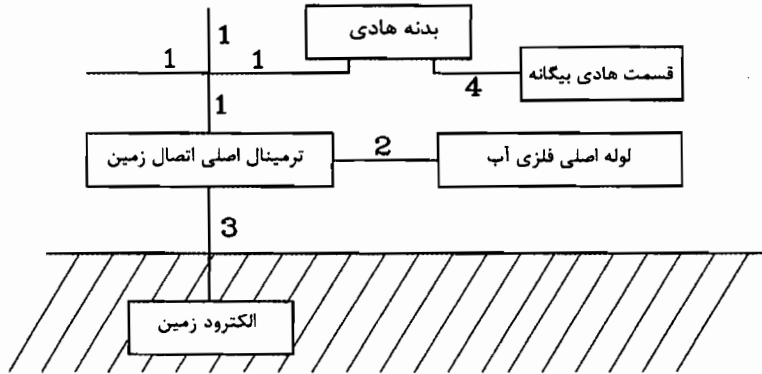 1
بدنه هادی
1
1
4
قسمت هادی بیگانه
1
ترمینال اصلی اتصال زمین
2
لوله اصلی فلزی آب
3
الکترود زمین